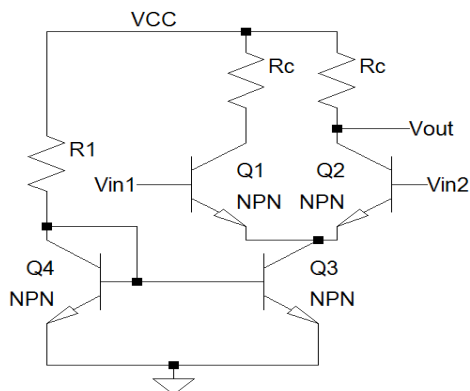 VCC
Rc Rc
R1
Vout
Q1 Q2
Vin1 Vin2
NPN NPN
Q4 Q3
NPN NPN